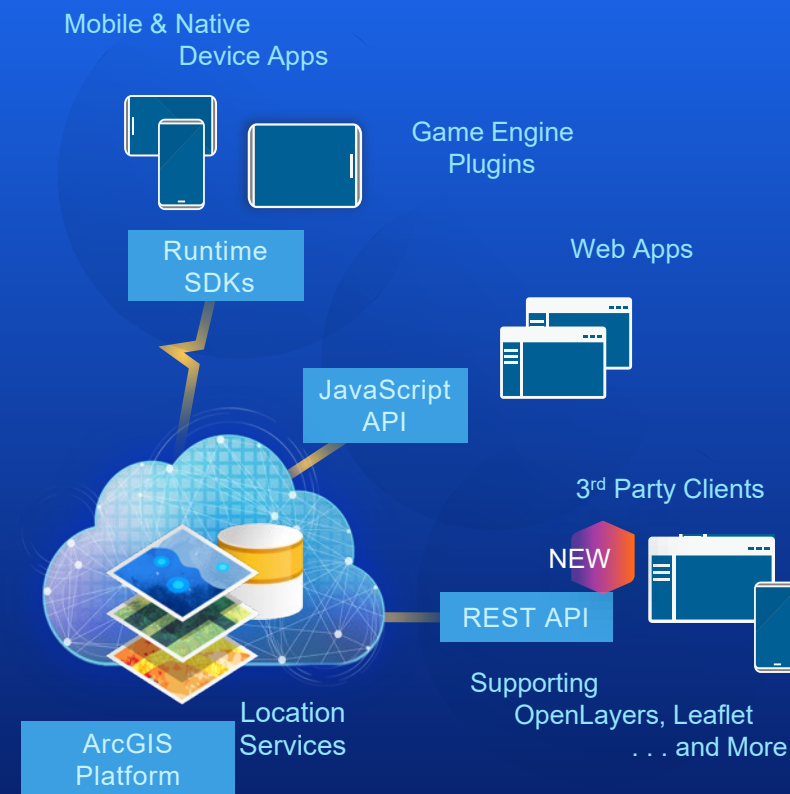 Mobile & Native
Device Apps
Game Engine
Plugins
Runtime
SDKs
Web Apps
JavaScript
API
3rd Party Clients
NEW
REST API
Supporting
OpenLayers, Leaflet
. . . and More
Location
Services
ArcGIS
Platform